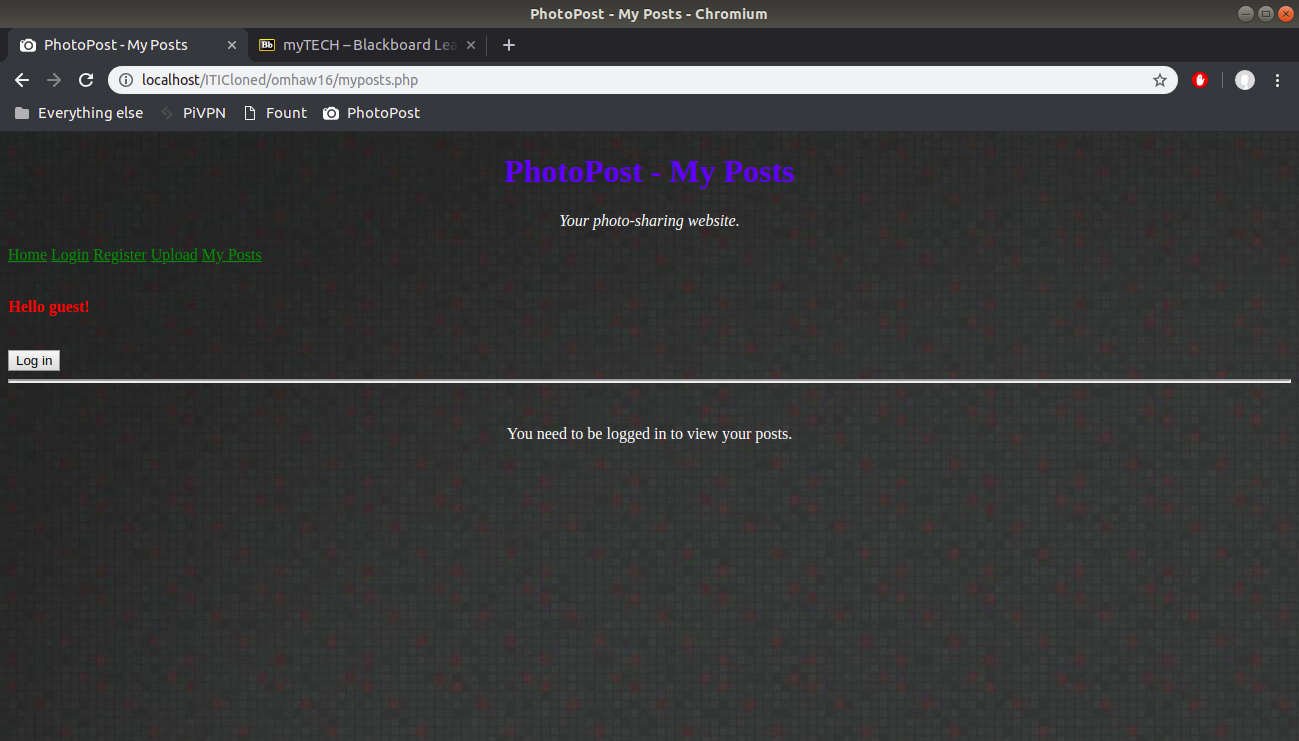 PhotoPost - My Posts - Chromium
PhotoPost - My Posts
Bb myTECH – Blackboard Lea
localhost/ITICloned/omhaw16/myposts.php
Everything else PiVPN Fount PhotoPost
PhotoPost - My Posts
Your photo-sharing website.
Home Login Register Upload My Posts
Hello guest!
Log in
You need to be logged in to view your posts.